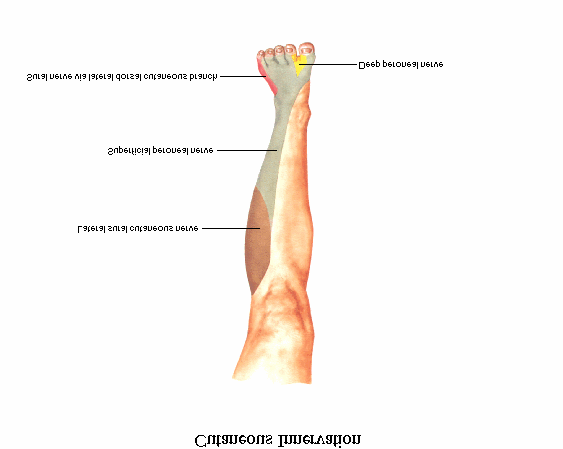 Deep peroneal nerve
Sural nerve via lateral dorsal cutaneous branch
Superficial peroneal nerve
Lateral sural cutaneous nerve
Cutaneous Innervation